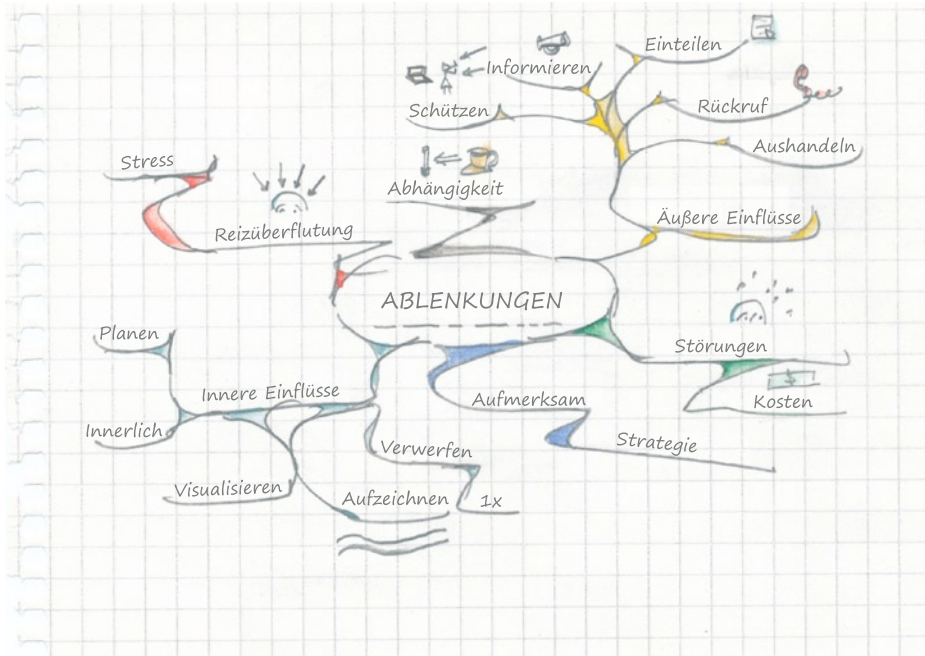 Einteilen
Informieren
Schützen
Rückruf
Aushandeln
Stress
Abhängigkeit
Äußere Einflüsse
Reizüberflutung
ABLENKUNGEN
Planen
Störungen
Innere Einflüsse
Aufmerksam
Kosten
Innerlich
Verwerfen
Strategie
Visualisieren
Aufzeichnen
1x